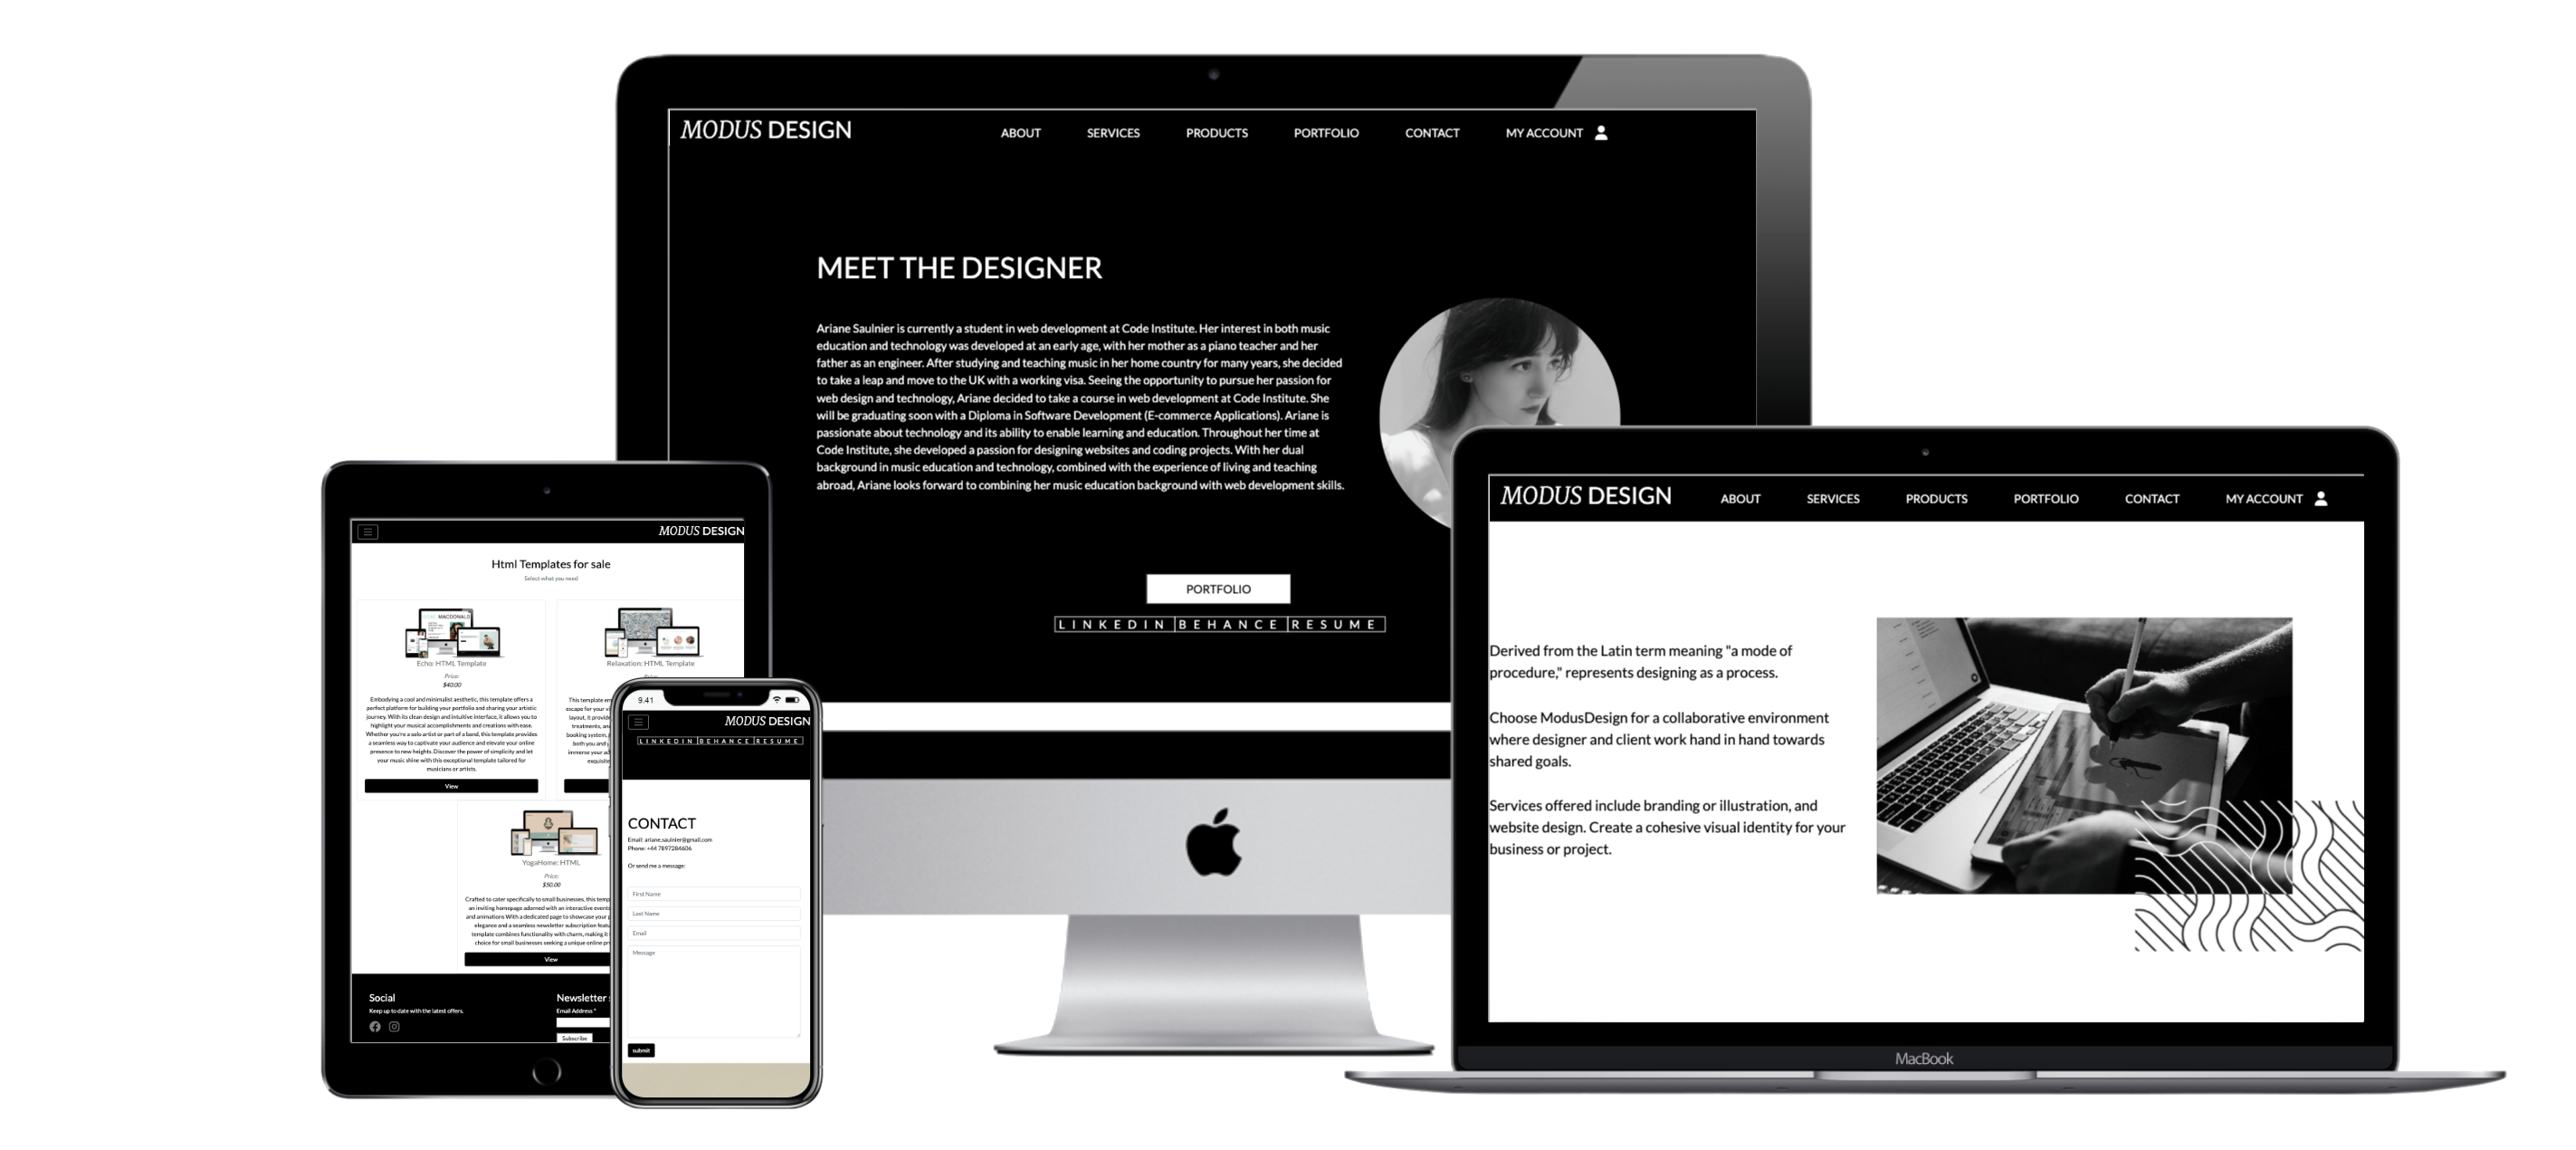 MODUS DESIGN
ABOUT
SERVICES
PRODUCTS
PORTFOLIO
CONTACT
MY ACCOUNT
MEET THE DESIGNER
Ariane Saulnier is currently a student in web development at Code Institute. Her interest in both music
education and technology was developed at an early age, with her mother as a piano teacher and her
father as an engineer. After studying and teaching music in her home country for many years, she decided
to take a leap and move to the UK with a working visa. Seeing the opportunity to pursue her passion for
web design and technology, Ariane decided to take a course in web development at Code Institute. She
will be graduating soon with a Diploma in Software Development (E-commerce Applications). Ariane is
passionate about technology and its ability to enable learning and education. Throughout her time at
Code Institute, she developed a passion for designing websites and coding projects. With her dual
background in music education and technology, combined with the experience of living and teaching
abroad, Ariane looks forward to combining her music education background with web development skills.
PORTFOLIO
LINKEDIN BEHANCE RESUME
MODUS DESIGN
Html Templates for sale
Select what you need
MACDONALD
Echo: HTML Template
Price:
$40.00
Embodying a cool and minimalist aesthetic, this template offers a
perfect platform for building your portfolio and sharing your artistic
journey. With its clean design and intuitive interface, it allows you to
highlight your musical accomplishments and creations with ease.
Whether you're a solo artist or part of a band, this template provides
a seamless way to captivate your audience and elevate your online
presence to new heights. Discover the power of simplicity and let
your music shine with this exceptional template tailored for
musicians or artists.
View
Relaxation: HTML Template
Price:
This template
escape for your
layout, it
treatments,
booking system,
both you and
immerse your
exquisite
YogaHome: HTML
Price:
$50.00
Crafted to cater specifically to small businesses, this
an inviting homepage adorned with an interactive
and animations With a dedicated page to showcase your
elegance and a seamless newsletter subscription
template combines functionality with charm, making it
choice for small businesses seeking a unique online
View
Social
Keep up to date with the latest offers.
Newsletter
Email Address *
Subscribe
9.41
MODUS DESIGN
LINKEDIN BEHANCE RESUME
CONTACT
Email: ariane.saulnier@gmail.com
Phone: +44 7897284606
Or send me a message:
First Name
Last Name
Email
Message
submit
MODUS DESIGN
ABOUT
SERVICES
PRODUCTS
PORTFOLIO
CONTACT
MY ACCOUNT
Derived from the Latin term meaning "a mode of
procedure," represents designing as a process.
Choose ModusDesign for a collaborative environment
where designer and client work hand in hand towards
shared goals.
Services offered include branding or illustration, and
website design. Create a cohesive visual identity for your
business or project.
MacBook